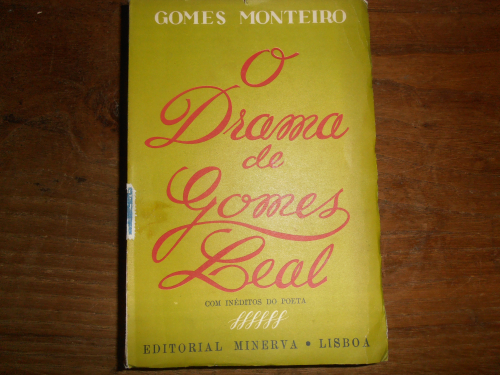 GOMES MONTEIRO
O
Drama
de
Gomes
Leal
COM INÉDITOS DO POETA
EDITORIAL MINERVA • LISBOA